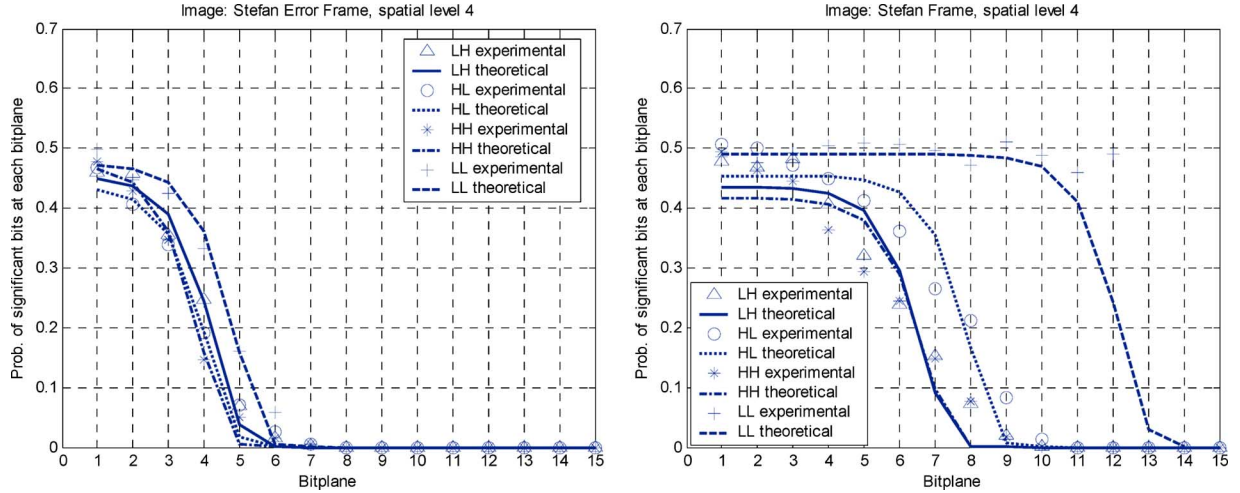 Image: Stefan Error Frame, spatial level 4
0.7
0.6
0.5
0.4
0.3
0.2
0.1
0
Prob. of significant bits at each bitplane
LH experimental
LH theoretical
HL experimental
HL theoretical
HH experimental
HH theoretical
LL experimental
LL theoretical
0 1 2 3 4 5 6 7 8 9 10 11 12 13 14 15
Bitplane
Image: Stefan Frame, spatial level 4
0.7
0.6
0.5
0.4
0.3
0.2
0.1
0
Prob. of significant bits at each bitplane
LH experimental
LH theoretical
HL experimental
HL theoretical
HH experimental
HH theoretical
LL experimental
LL theoretical
0 1 2 3 4 5 6 7 8 9 10 11 12 13 14 15
Bitplane